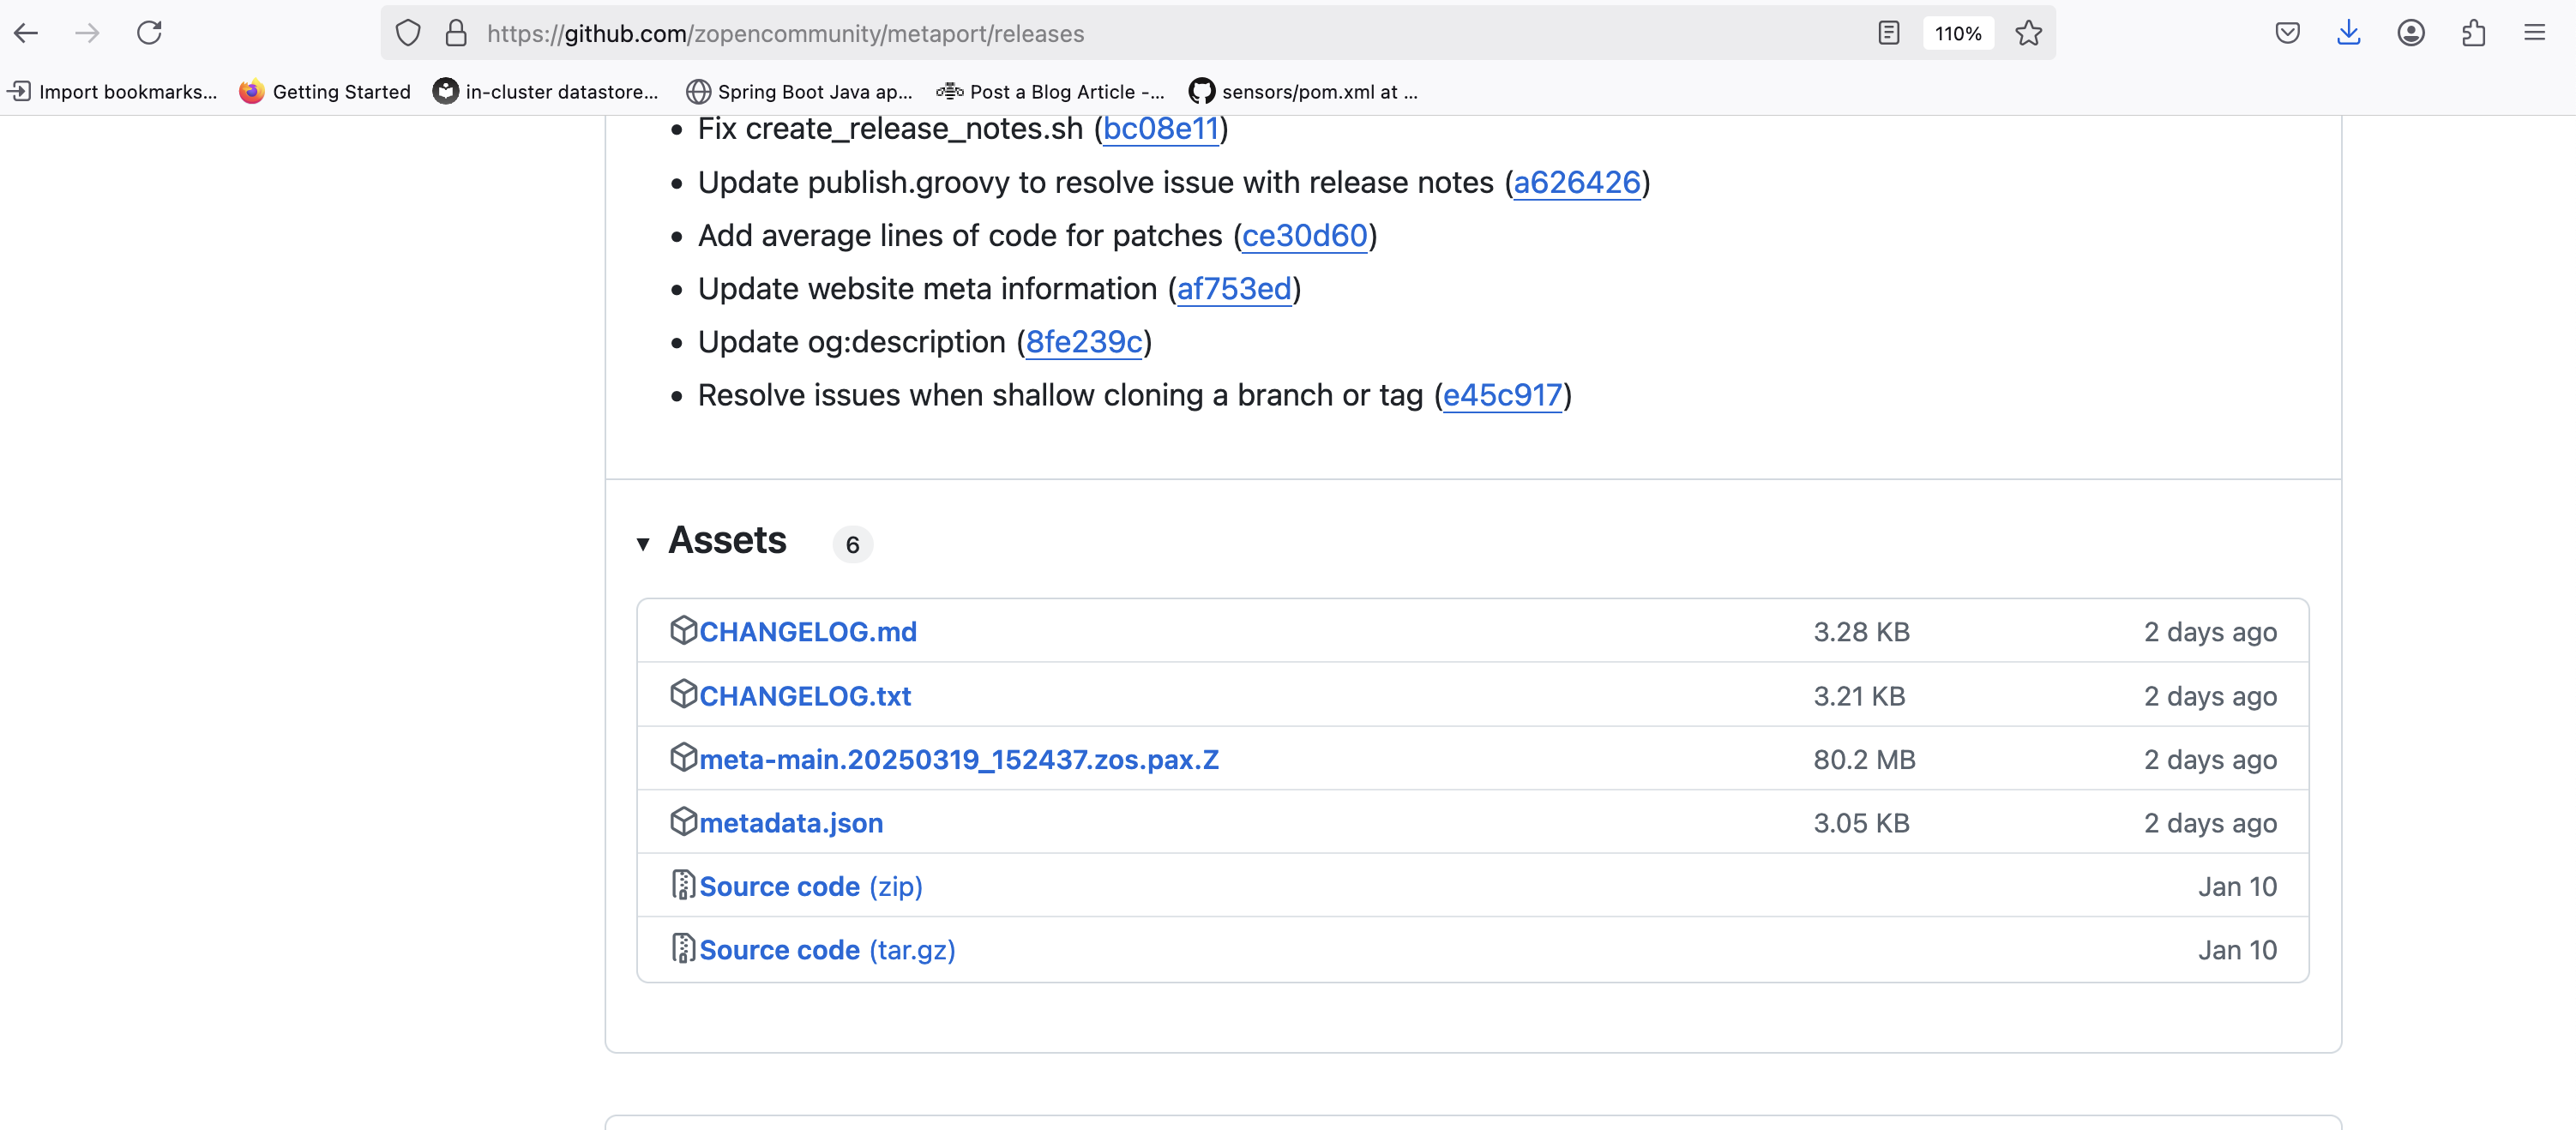 https://github.com/zopencommunity/metaport/releases 110%
Import bookmarks... Getting Started in-cluster datastore... Spring Boot Java ap... Post a Blog Article -... sensors/pom.xml at ...
• Fix create_release_notes.sh (bc08e11)
• Update publish.groovy to resolve issue with release notes (a626426)
• Add average lines of code for patches (ce30d60)
• Update website meta information (af753ed)
• Update og:description (8fe239c)
• Resolve issues when shallow cloning a branch or tag (e45c917)
▼ Assets 6
CHANGELOG.md 3.28 KB 2 days ago
CHANGELOG.txt 3.21 KB 2 days ago
meta-main.20250319_152437.zos.pax.Z 80.2 MB 2 days ago
metadata.json 3.05 KB 2 days ago
Source code (zip) Jan 10
Source code (tar.gz) Jan 10